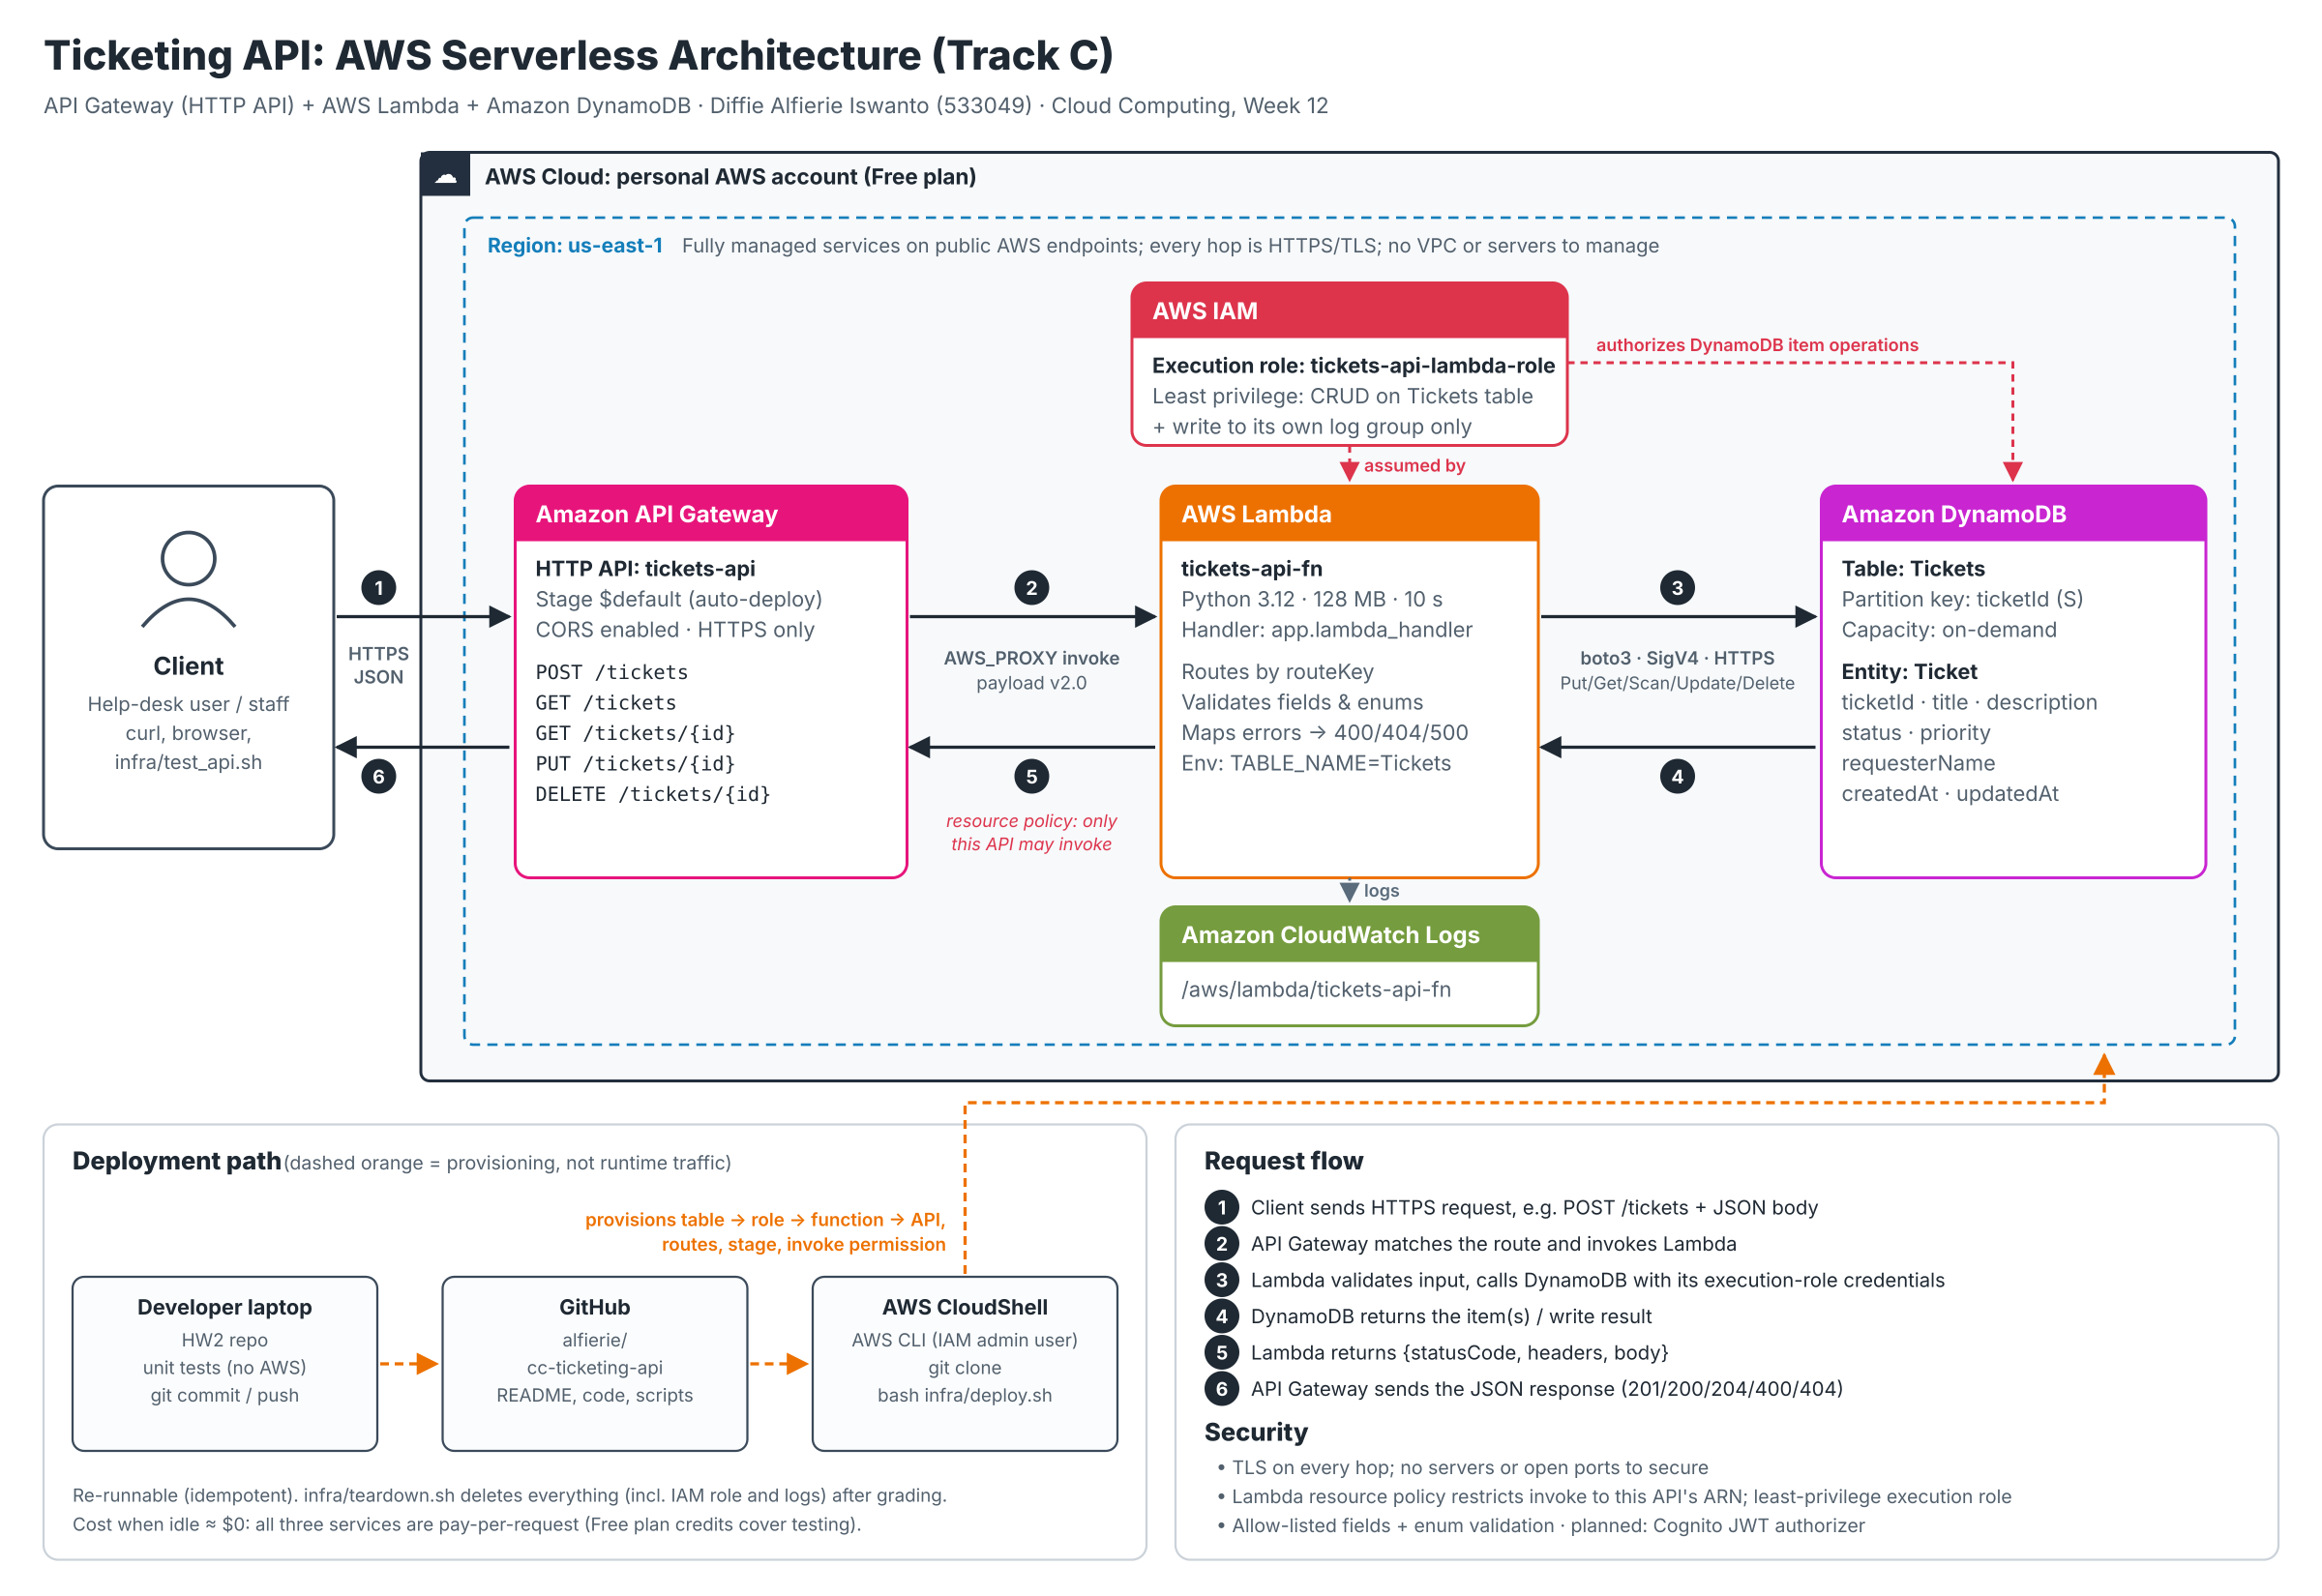 Ticketing API: AWS Serverless Architecture (Track C)
API Gateway (HTTP API) + AWS Lambda + Amazon DynamoDB · Diffie Alfierie Iswanto (533049) · Cloud Computing, Week 12
AWS Cloud: personal AWS account (Free plan)
Region: us-east-1 Fully managed services on public AWS endpoints; every hop is HTTPS/TLS; no VPC or servers to manage
AWS IAM
Execution role: tickets-api-lambda-role
Least privilege: CRUD on Tickets table
+ write to its own log group only
authorizes DynamoDB item operations
assumed by
Client
Help-desk user / staff
curl, browser,
infra/test_api.sh
1
HTTPS
JSON
6
Amazon API Gateway
HTTP API: tickets-api
Stage $default (auto-deploy)
CORS enabled · HTTPS only
POST /tickets
GET /tickets
GET /tickets/{id}
PUT /tickets/{id}
DELETE /tickets/{id}
2
AWS_PROXY invoke
payload v2.0
5
resource policy: only
this API may invoke
AWS Lambda
tickets-api-fn
Python 3.12 · 128 MB · 10 s
Handler: app.lambda_handler
Routes by routeKey
Validates fields & enums
Maps errors → 400/404/500
Env: TABLE_NAME=Tickets
3
boto3 · SigV4 · HTTPS
Put/Get/Scan/Update/Delete
4
Amazon DynamoDB
Table: Tickets
Partition key: ticketId (S)
Capacity: on-demand
Entity: Ticket
ticketId · title · description
status · priority
requesterName
createdAt · updatedAt
logs
Amazon CloudWatch Logs
/aws/lambda/tickets-api-fn
Deployment path (dashed orange = provisioning, not runtime traffic)
provisions table → role → function → API,
routes, stage, invoke permission
Developer laptop
HW2 repo
unit tests (no AWS)
git commit / push
GitHub
alfierie/
cc-ticketing-api
README, code, scripts
AWS CloudShell
AWS CLI (IAM admin user)
git clone
bash infra/deploy.sh
Re-runnable (idempotent). infra/teardown.sh deletes everything (incl. IAM role and logs) after grading.
Cost when idle ≈ $0: all three services are pay-per-request (Free plan credits cover testing).
Request flow
1 Client sends HTTPS request, e.g. POST /tickets + JSON body
2 API Gateway matches the route and invokes Lambda
3 Lambda validates input, calls DynamoDB with its execution-role credentials
4 DynamoDB returns the item(s) / write result
5 Lambda returns {statusCode, headers, body}
6 API Gateway sends the JSON response (201/200/204/400/404)
Security
• TLS on every hop; no servers or open ports to secure
• Lambda resource policy restricts invoke to this API's ARN; least-privilege execution role
• Allow-listed fields + enum validation · planned: Cognito JWT authorizer